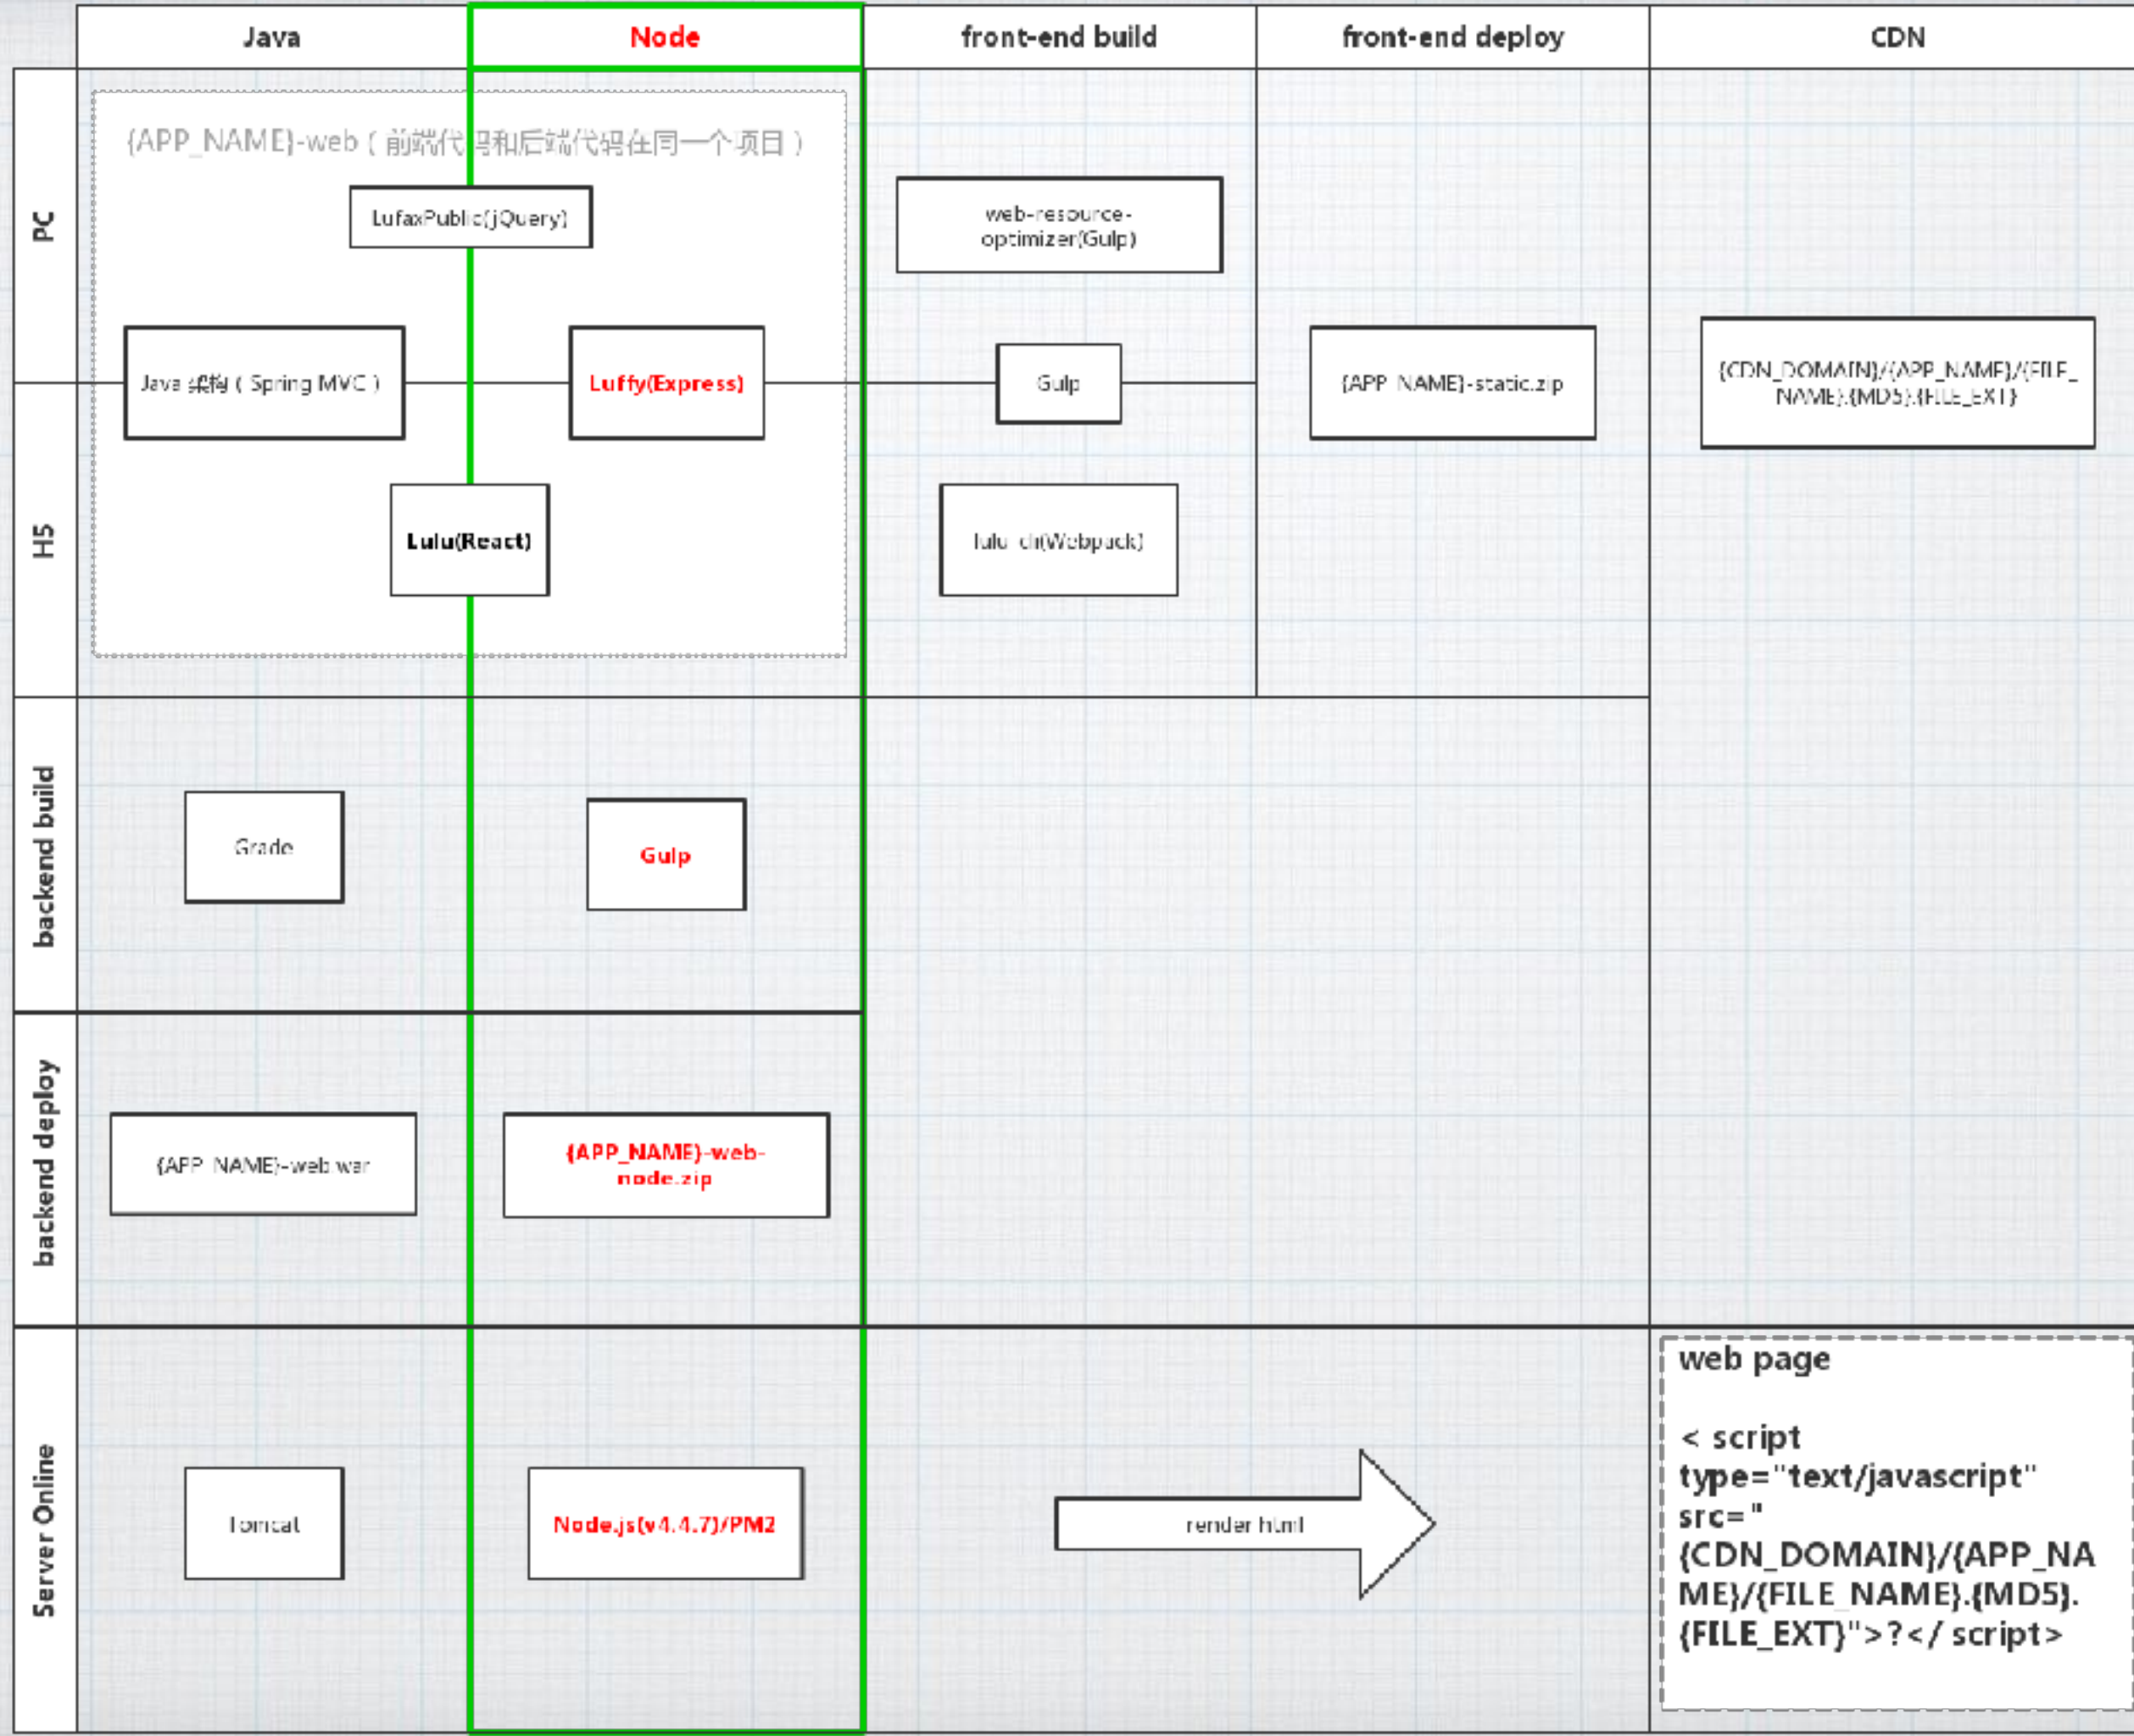 Java
Node
front-end build
front-end deploy
CDN
PC
{APP_NAME}-web ( 前端代码和后端代码在同一个项目 )
LufaxPublic(jQuery)
web-resource-
optimizer(Gulp)
Java 架构 ( Spring MVC )
Luffy(Express)
Gulp
{APP_NAME}-static.zip
{CDN_DOMAIN}/{APP_NAME}/{FILE_
NAME}.{MD5}.{FILE_EXT}
H5
Lulu(React)
lulu-cli(Webpack)
backend build
Grade
Gulp
backend deploy
{APP_NAME}-web.war
{APP_NAME}-web-
node.zip
Server Online
Tomcat
Node.js(v4.4.7)/PM2
render html
web page
< script
type="text/javascript"
src="
{CDN_DOMAIN}/{APP_NA
ME}/{FILE_NAME}.{MD5}.
{FILE_EXT}">?</ script>